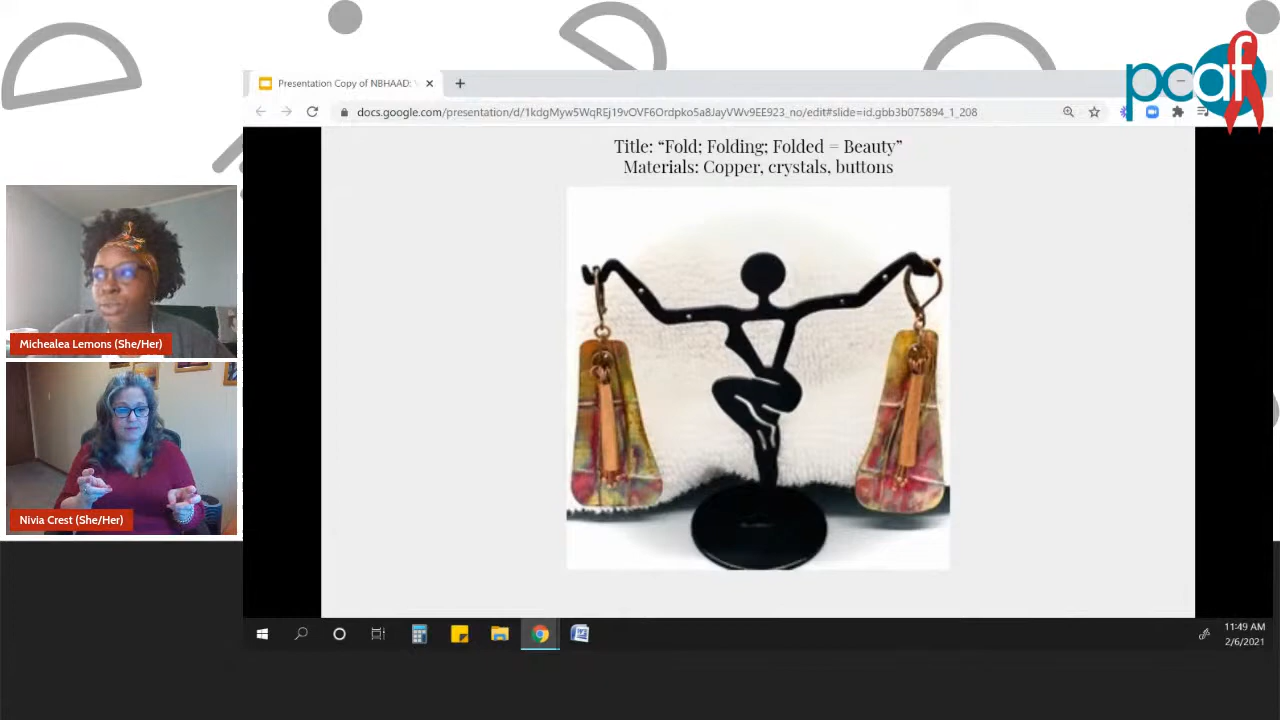 pcaf
Presentation Copy of NBHAAD:
docs.google.com/presentation/d/1kdgMyw5WqREj19vOVF6Ordpko5a8JayVWv9EE923_no/edit#slide=id.gbb3b075894_1_208
Title: “Fold; Folding; Folded = Beauty”
Materials: Copper, crystals, buttons
Michealea Lemons (She/Her)
Nivia Crest (She/Her)
11:49 AM
2/6/2021